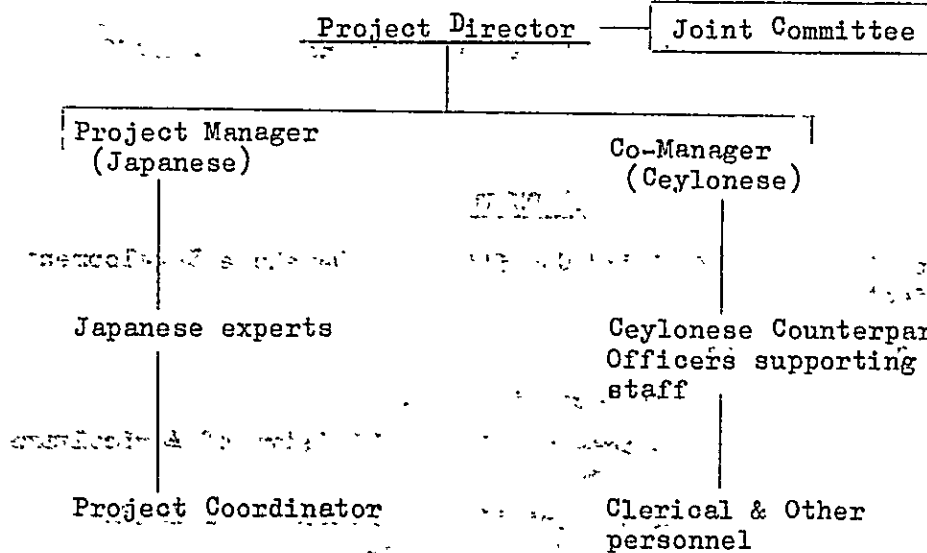 Project Director
Joint Committee
Project Manager
(Japanese)
Co-Manager
(Ceylonese)
Japanese experts
Ceylonese Counterpar
Officers supporting
staff
Project Coordinator
Clerical & Other
personnel